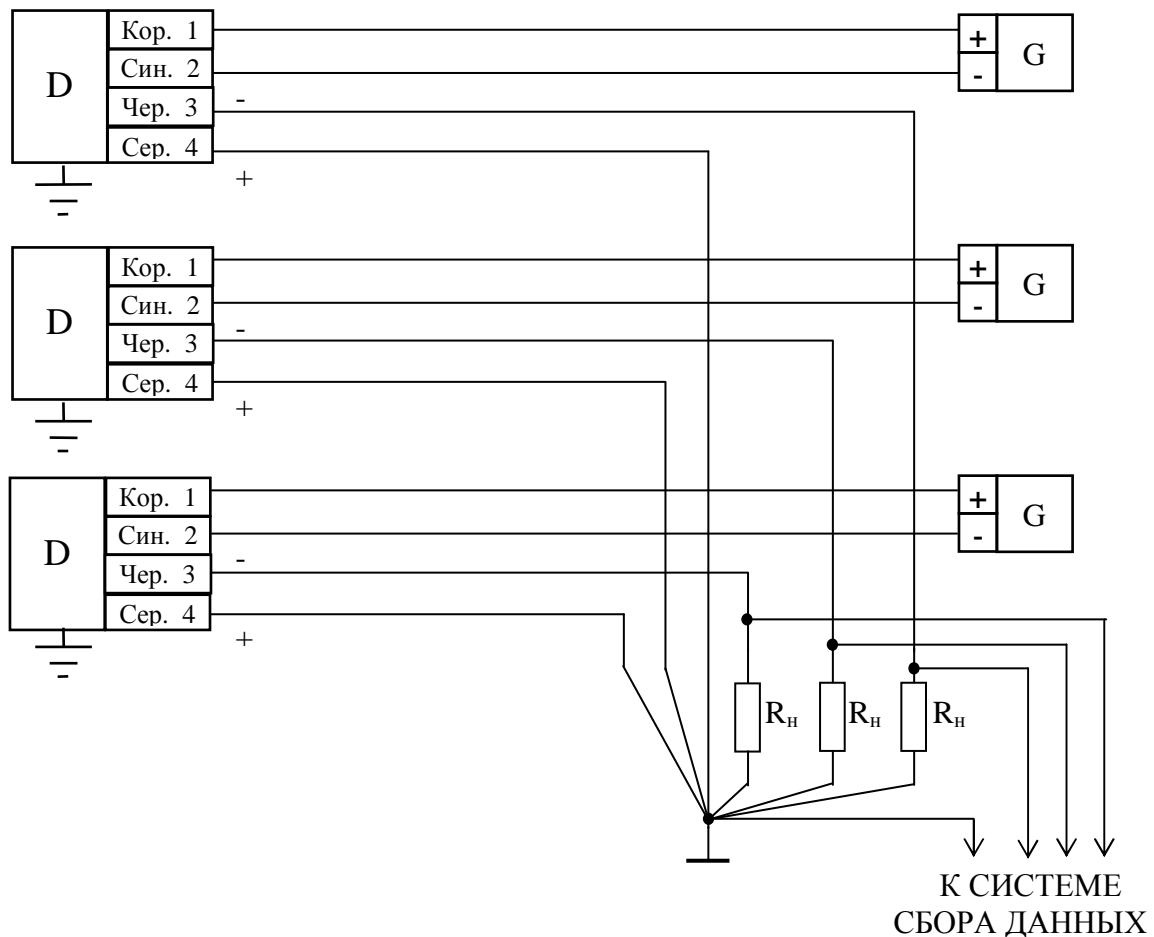 D
Кор. 1
Син. 2
Чер. 3
Сер. 4
-
+
+
-
G
D
Кор. 1
Син. 2
Чер. 3
Сер. 4
-
+
+
-
G
D
Кор. 1
Син. 2
Чер. 3
Сер. 4
-
+
+
-
G
Rн Rн Rн
К СИСТЕМЕ
СБОРА ДАННЫХ